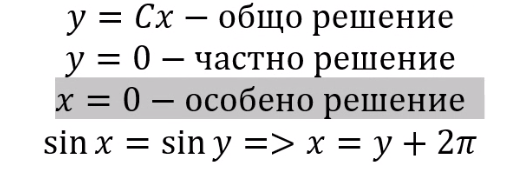 y = Cx − общо решение
y = 0 − частно решение
x = 0 − особено решение
sin x = sin y => x = y + 2π